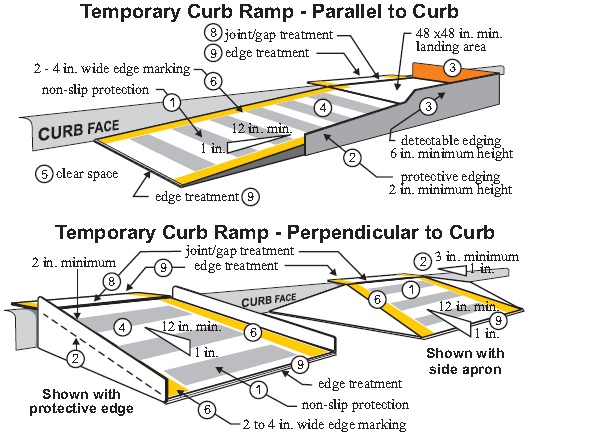 Temporary Curb Ramp - Parallel to Curb
8 joint/gap treatment
9 edge treatment
48 x48 in. min.
landing area
2 - 4 in. wide edge marking
6
3
non-slip protection
1
4
3
12 in. min.
1 in.
CURB FACE
detectable edging
6 in. minimum height
2
5 clear space
protective edging
2 in. minimum height
edge treatment 9
Temporary Curb Ramp - Perpendicular to Curb
joint/gap treatment
2 in. minimum
9
edge treatment
2
3 in. minimum
1 in.
8
CURB FACE
6
1
12 in. min.
1 in.
9
4
12 in. min.
6
1 in.
2
9
Shown with
side apron
Shown with
protective edge
edge treatment
1
non-slip protection
6
2 to 4 in. wide edge marking